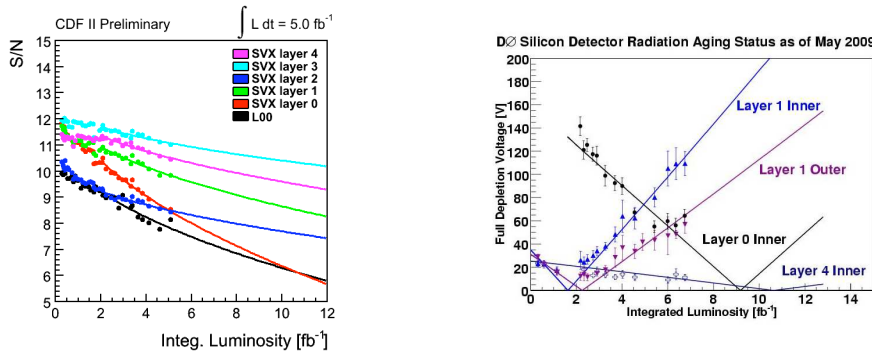 CDF II Preliminary
∫ L dt = 5.0 fb⁻¹
S/N
15
14
13
12
11
10
9
8
7
6
5
SVX layer 4
SVX layer 3
SVX layer 2
SVX layer 1
SVX layer 0
L00
0 2 4 6 8 10 12
Integ. Luminosity [fb⁻¹]
DØ Silicon Detector Radiation Aging Status as of May 2009
Full Depletion Voltage [V]
200
180
160
140
120
100
80
60
40
20
0
Layer 1 Inner
Layer 1 Outer
Layer 0 Inner
Layer 4 Inner
0 2 4 6 8 10 12 14
Integrated Luminosity [fb⁻¹]